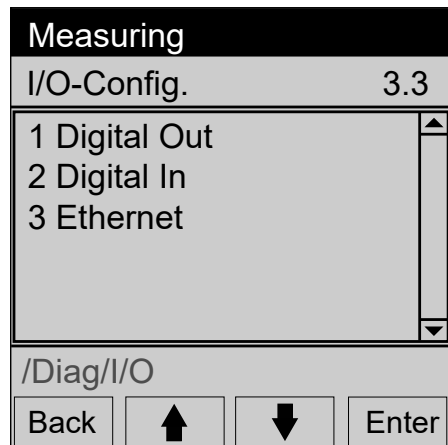 Measuring
I/O-Config. 3.3
1 Digital Out
2 Digital In
3 Ethernet
/Diag/I/O
Back Enter